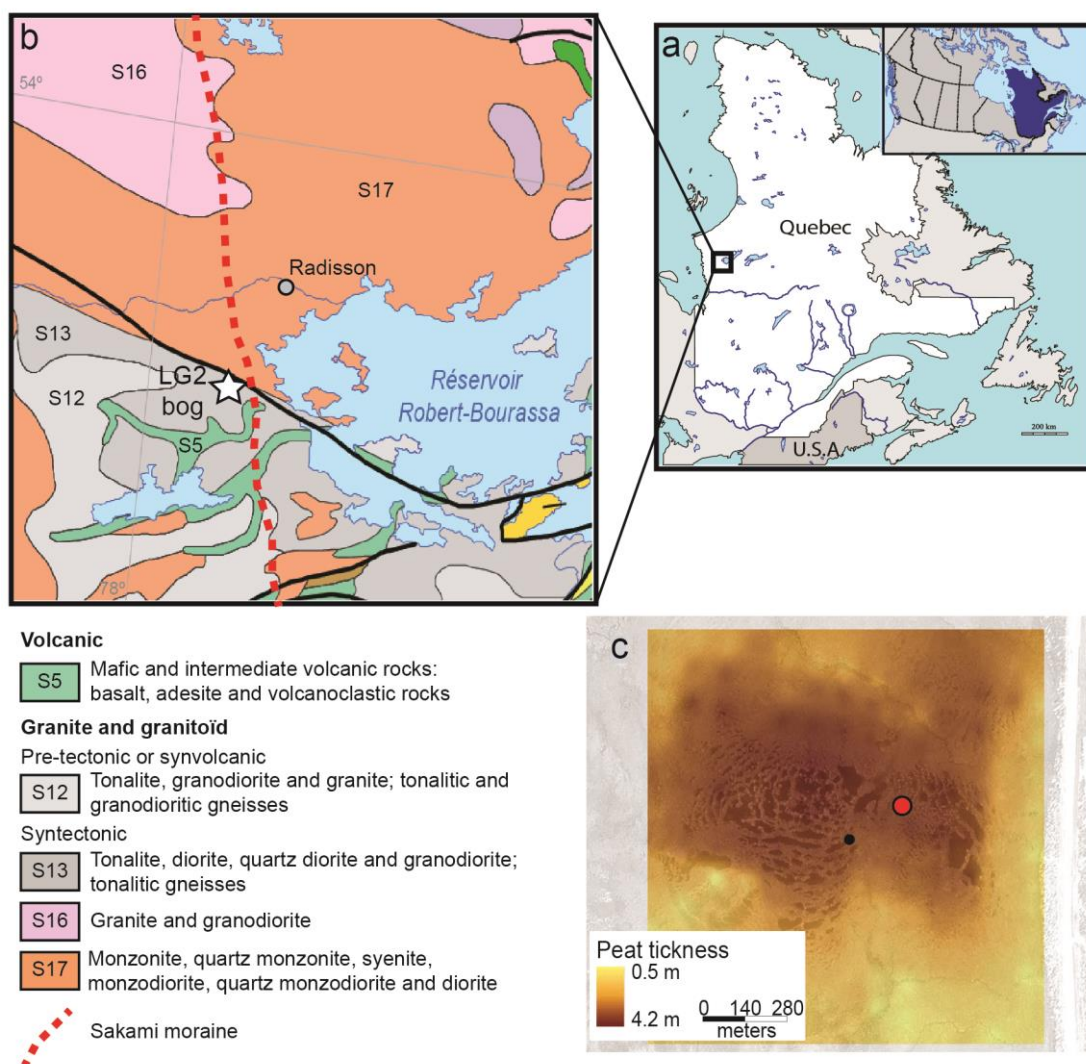 b
S16
54º
S17
Radisson
S13
LG2
bog
S12
S5
Réservoir
Robert-Bourassa
78º
a
Quebec
U.S.A.
200 km
Volcanic
S5 Mafic and intermediate volcanic rocks:
basalt, adesite and volcanoclastic rocks
Granite and granitoïd
Pre-tectonic or synvolcanic
S12 Tonalite, granodiorite and granite; tonalitic and
granodioritic gneisses
Syntectonic
S13 Tonalite, diorite, quartz diorite and granodiorite;
tonalitic gneisses
S16 Granite and granodiorite
S17 Monzonite, quartz monzonite, syenite,
monzodiorite, quartz monzodiorite and diorite
Sakami moraine
c
Peat tickness
0.5 m
4.2 m
0 140 280
meters